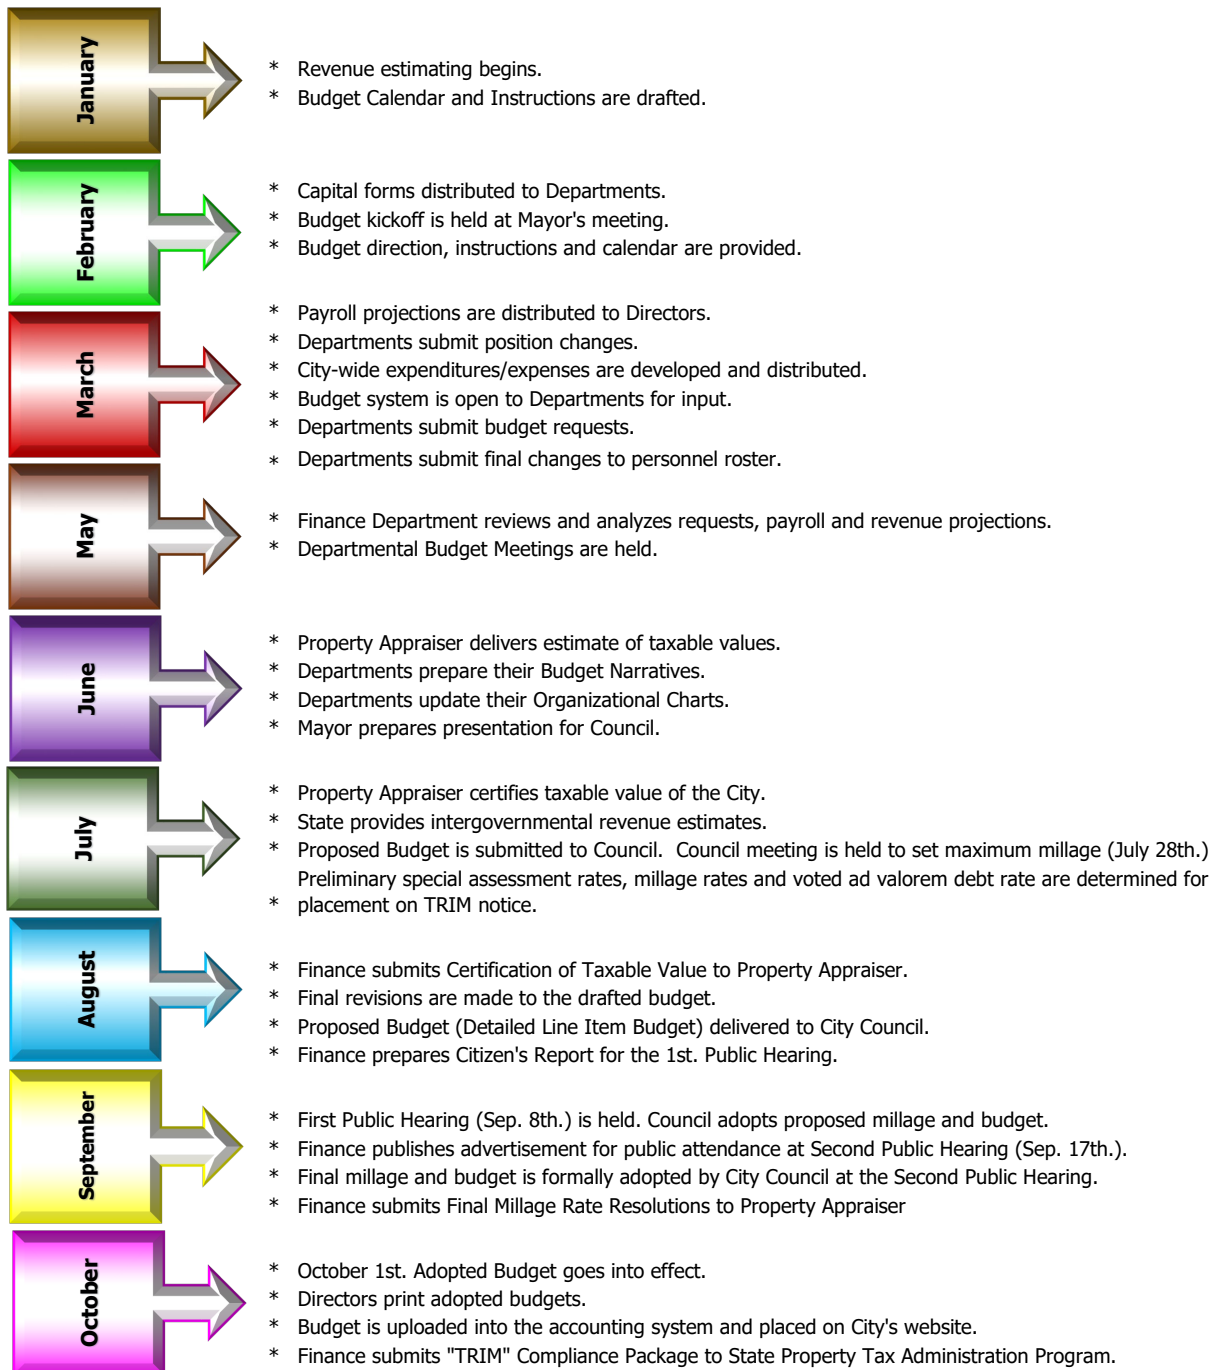 January
* Revenue estimating begins.
* Budget Calendar and Instructions are drafted.
February
* Capital forms distributed to Departments.
* Budget kickoff is held at Mayor's meeting.
* Budget direction, instructions and calendar are provided.
March
* Payroll projections are distributed to Directors.
* Departments submit position changes.
* City-wide expenditures/expenses are developed and distributed.
* Budget system is open to Departments for input.
* Departments submit budget requests.
* Departments submit final changes to personnel roster.
May
* Finance Department reviews and analyzes requests, payroll and revenue projections.
* Departmental Budget Meetings are held.
June
* Property Appraiser delivers estimate of taxable values.
* Departments prepare their Budget Narratives.
* Departments update their Organizational Charts.
* Mayor prepares presentation for Council.
July
* Property Appraiser certifies taxable value of the City.
* State provides intergovernmental revenue estimates.
* Proposed Budget is submitted to Council.  Council meeting is held to set maximum millage (July 28th.)
Preliminary special assessment rates, millage rates and voted ad valorem debt rate are determined for
* placement on TRIM notice.
August
* Finance submits Certification of Taxable Value to Property Appraiser.
* Final revisions are made to the drafted budget.
* Proposed Budget (Detailed Line Item Budget) delivered to City Council.
* Finance prepares Citizen's Report for the 1st. Public Hearing.
September
* First Public Hearing (Sep. 8th.) is held. Council adopts proposed millage and budget.
* Finance publishes advertisement for public attendance at Second Public Hearing (Sep. 17th.).
* Final millage and budget is formally adopted by City Council at the Second Public Hearing.
* Finance submits Final Millage Rate Resolutions to Property Appraiser
October
* October 1st. Adopted Budget goes into effect.
* Directors print adopted budgets.
* Budget is uploaded into the accounting system and placed on City's website.
* Finance submits "TRIM" Compliance Package to State Property Tax Administration Program.